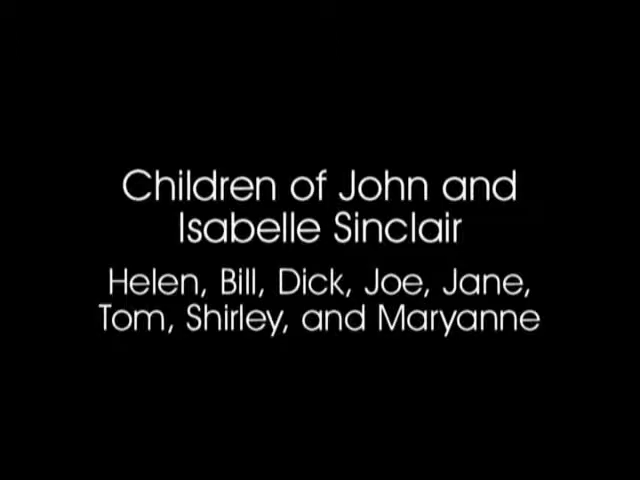 Children of John and
Isabelle Sinclair
Helen, Bill, Dick, Joe, Jane,
Tom, Shirley, and Maryanne